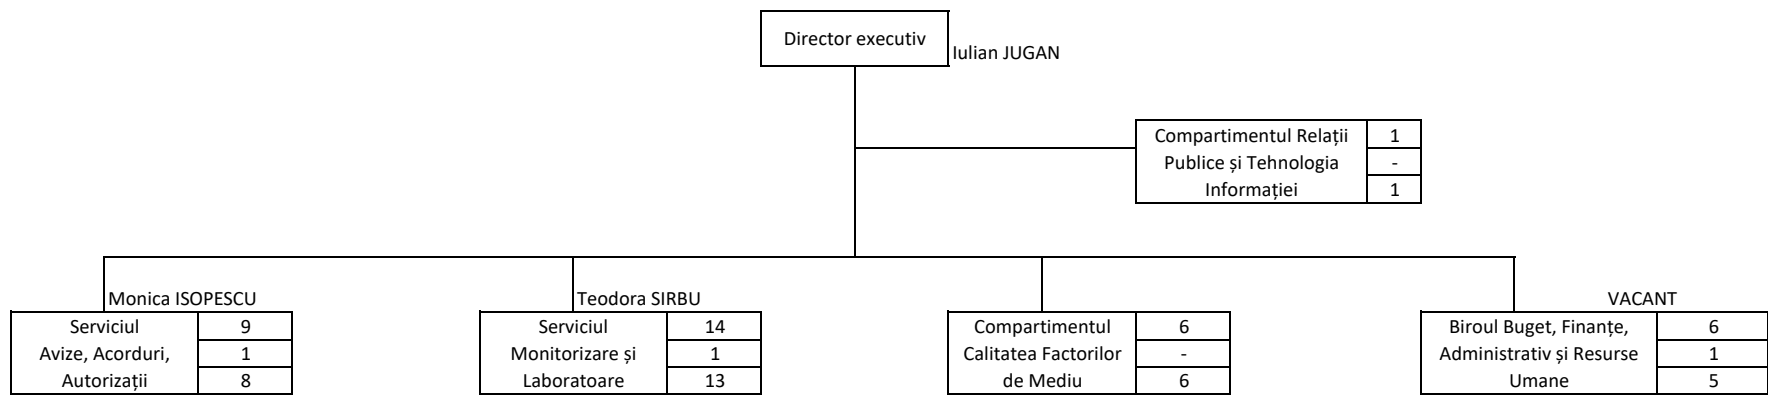 Director executiv
Iulian JUGAN
Compartimentul Relații 1
Publice și Tehnologia -
Informației 1
Monica ISOPESCU
Serviciul 9
Avize, Acorduri, 1
Autorizații 8
Teodora SIRBU
Serviciul 14
Monitorizare și 1
Laboratoare 13
Compartimentul 6
Calitatea Factorilor -
de Mediu 6
VACANT
Biroul Buget, Finanțe, 6
Administrativ și Resurse 1
Umane 5